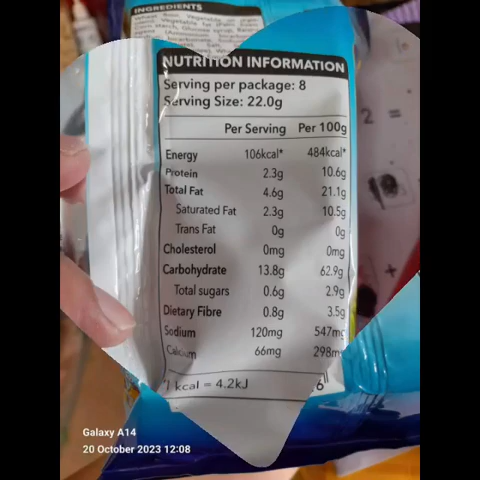 INGREDIENTS
NUTRITION INFORMATION
Serving per package: 8
Serving Size: 22.0g
Per Serving Per 100g
Energy 106kcal* 484kcal*
Protein 2.3g 10.6g
Total Fat 4.6g 21.1g
Saturated Fat 2.3g 10.5g
Trans Fat 0g 0g
Cholesterol 0mg 0mg
Carbohydrate 13.8g 62.9g
Total sugars 0.6g 2.9g
Dietary Fibre 0.8g 3.5g
Sodium 120mg 547mg
Calcium 66mg 298m
*1 kcal = 4.2kJ
2 =
+
Galaxy A14
20 October 2023 12:08